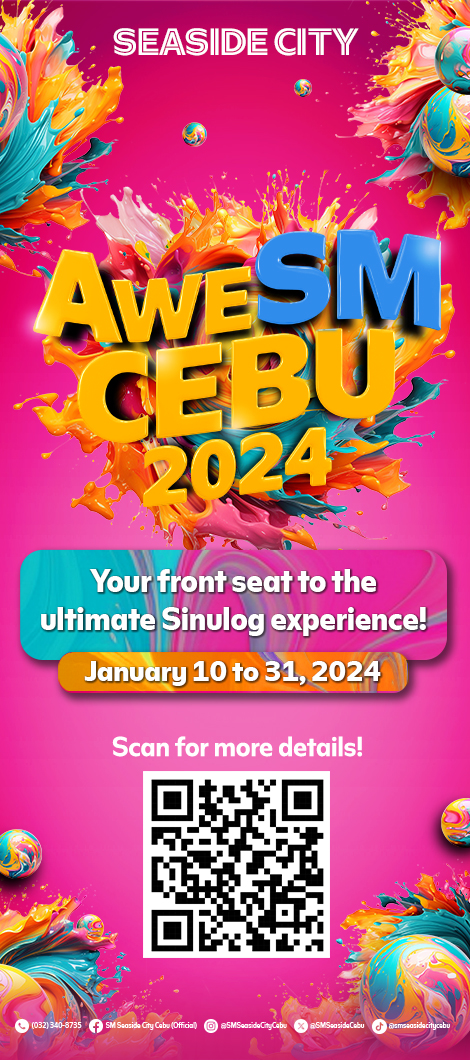 SEASIDE CITY
AWESM
CEBU
2024
Your front seat to the
ultimate Sinulog experience!
January 10 to 31, 2024
Scan for more details!
(032) 340-8735 SM Seaside City Cebu (Official) @SMSeasideCityCebu @SMSeasideCebu @smseasidecitycebu